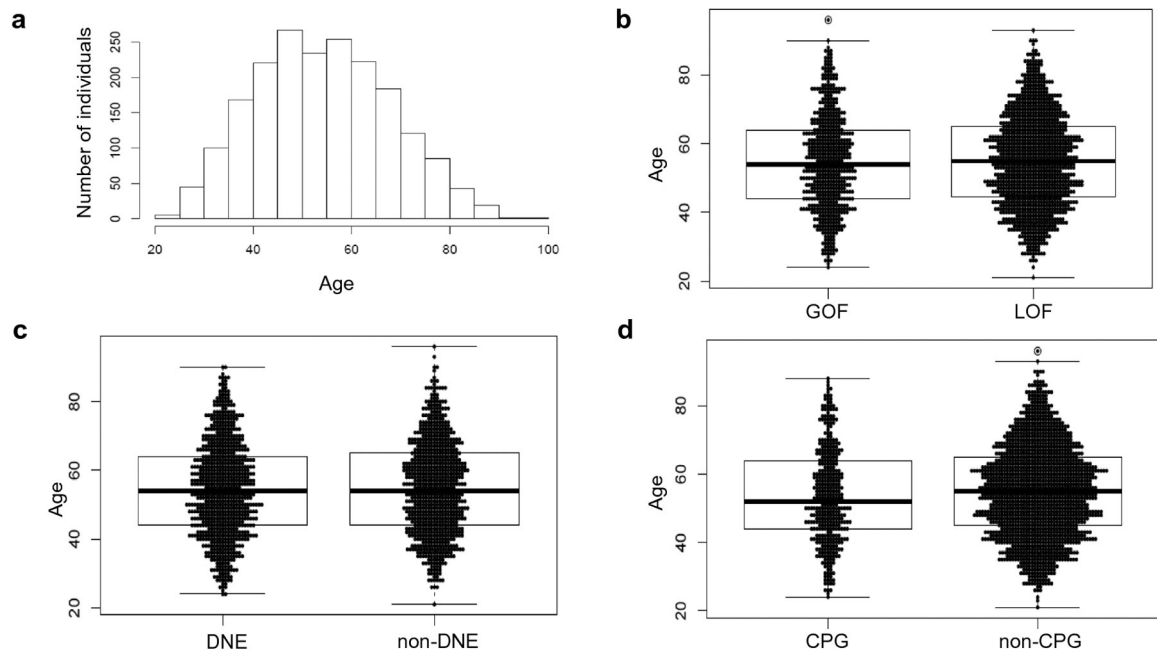 a
Number of individuals
0 50 100 150 200 250
20 40 60 80 100
Age
b
Age
20 40 60 80
GOF LOF
c
Age
20 40 60 80
DNE non-DNE
d
Age
20 40 60 80
CPG non-CPG